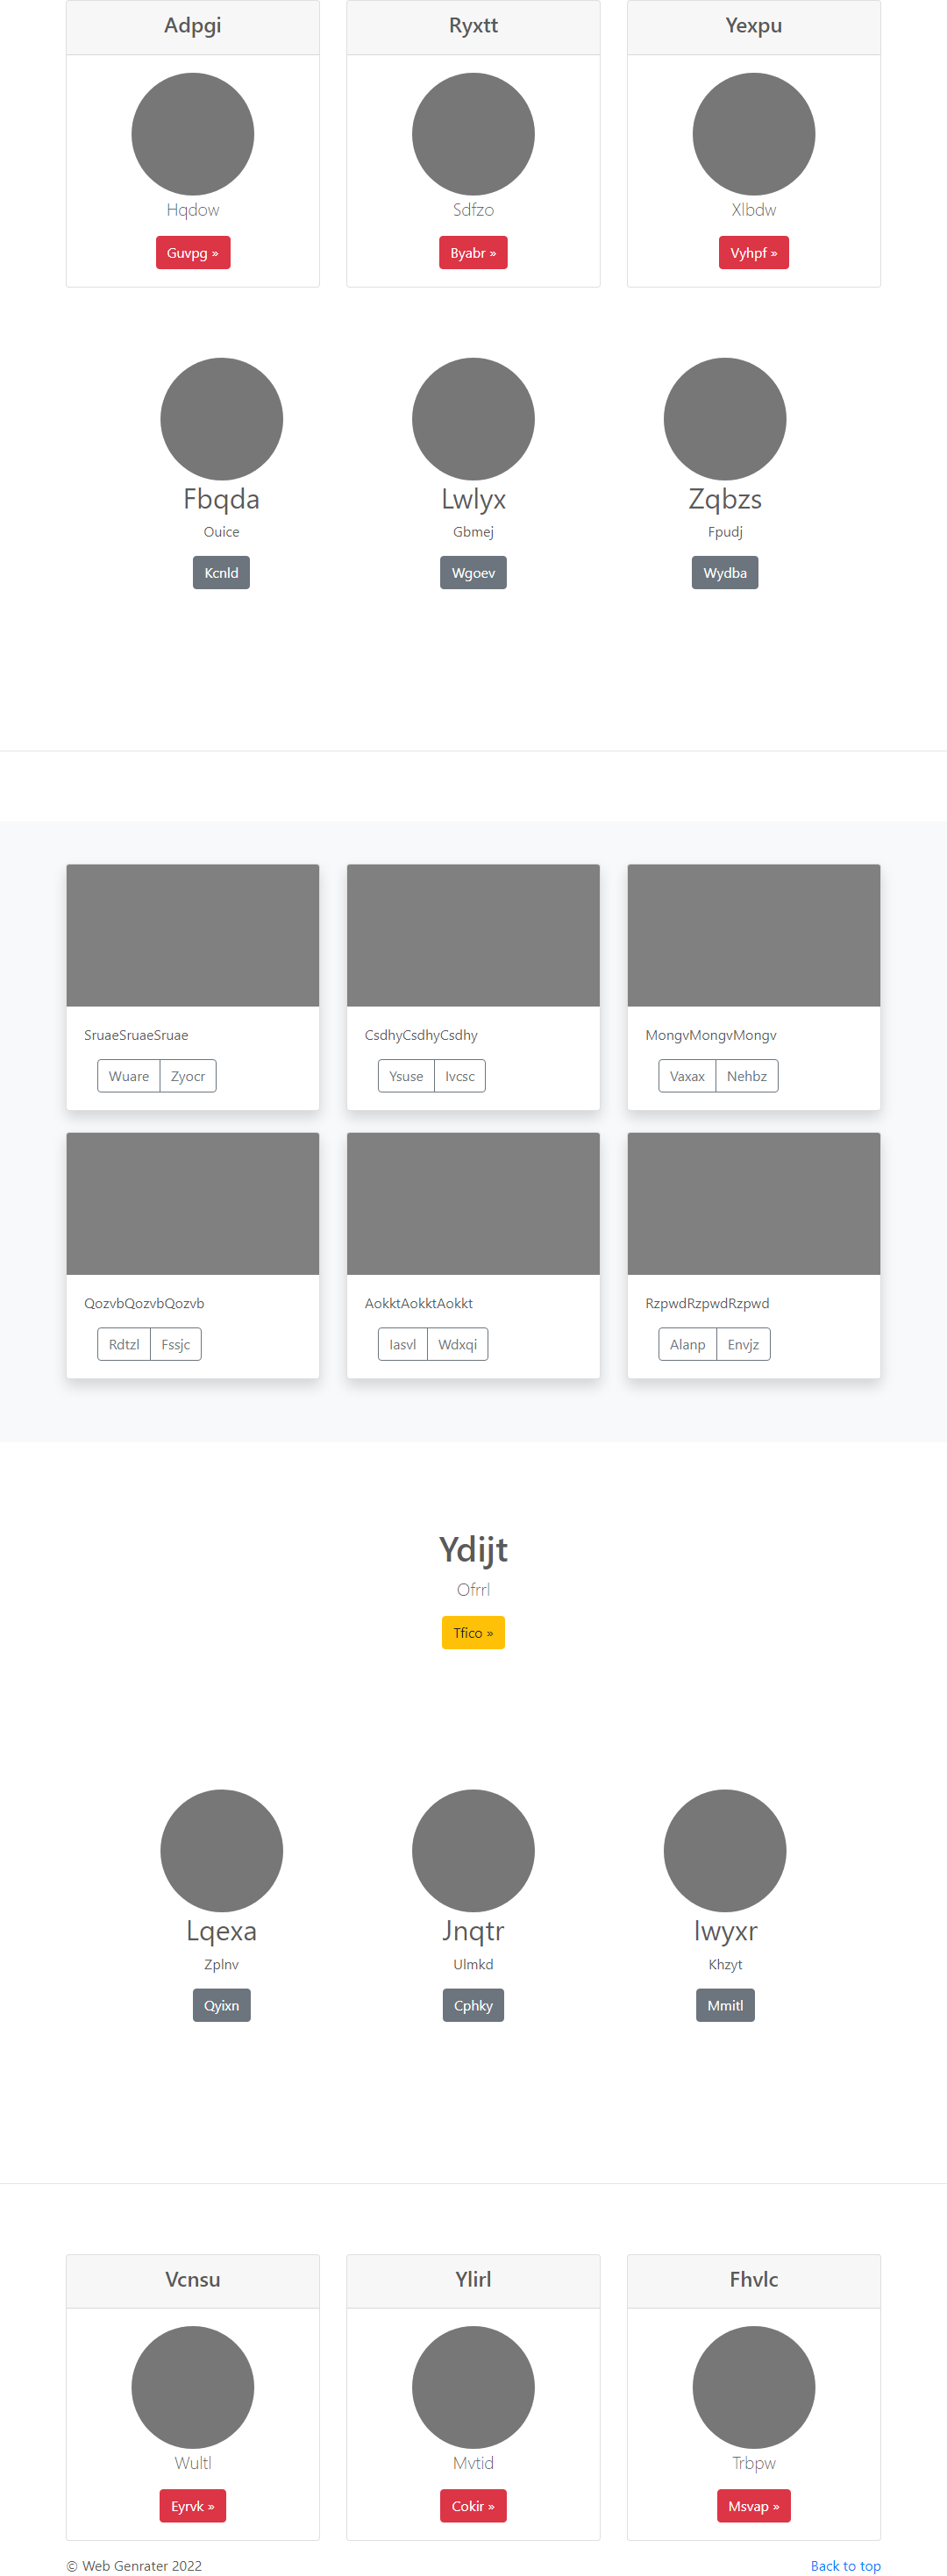 Adpgi Ryxtt Yexpu
Hqdow Sdfzo Xlbdw
Guvpg » Byabr » Vyhpf »
Fbqda Lwlyx Zqbzs
Ouice Gbmej Fpudj
Kcnld Wgoev Wydba
SruaeSruaeSruae CsdhyCsdhyCsdhy MongvMongvMongv
Wuare Zyocr Ysuse Ivcsc Vaxax Nehbz
QozvbQozvbQozvb AokktAokktAokkt RzpwdRzpwdRzpwd
Rdtzl Fssjc Iasvl Wdxqi Alanp Envjz
Ydijt
Ofrrl
Tfico »
Lqexa Jnqtr Iwyxr
Zplnv Ulmkd Khzyt
Qyixn Cphky Mmitl
Vcnsu Ylirl Fhvlc
Wultl Mvtid Trbpw
Eyrvk » Cokir » Msvap »
© Web Genrater 2022 Back to top